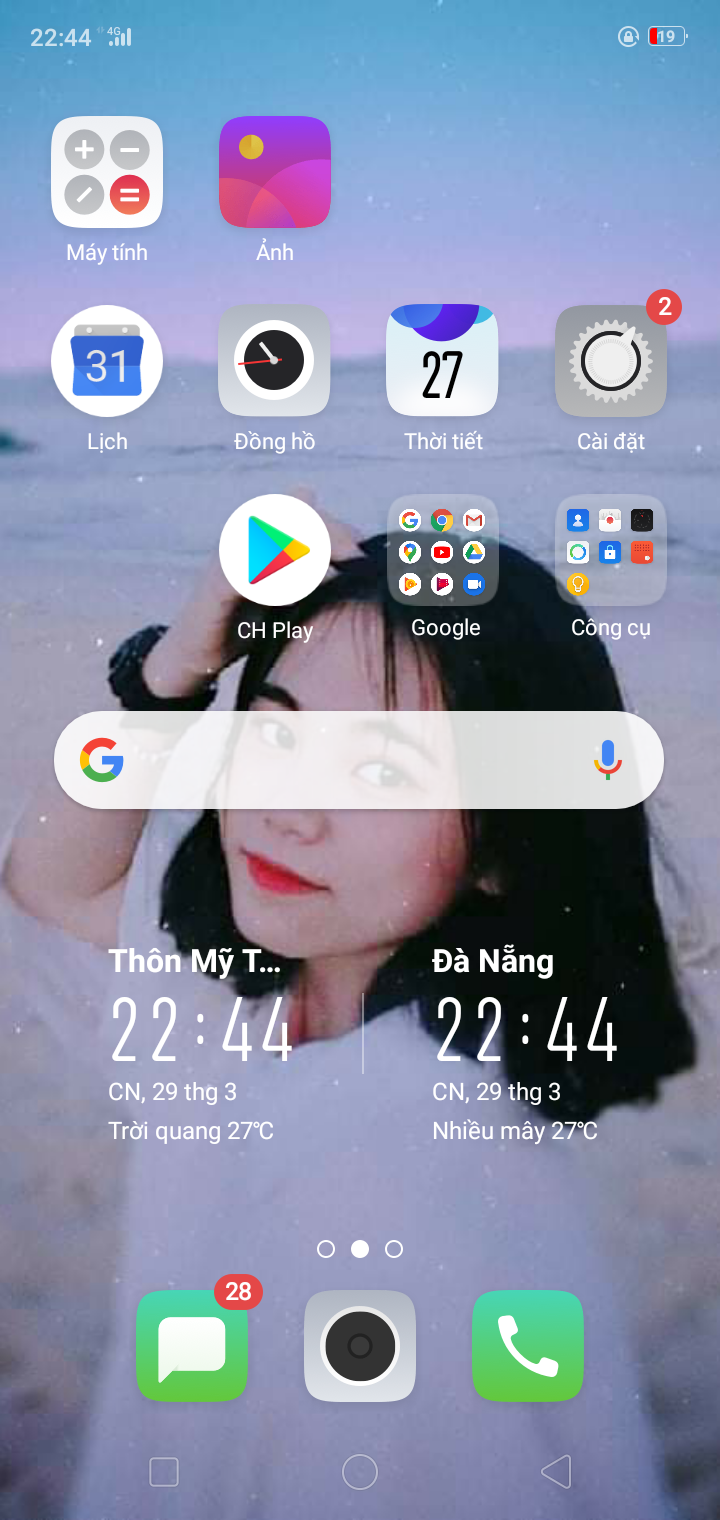 22:44 4G 19
Máy tính Ảnh
31 27 2
Lịch Đồng hồ Thời tiết Cài đặt
CH Play Google Công cụ
Thôn Mỹ T... Đà Nẵng
22:44 22:44
CN, 29 thg 3 CN, 29 thg 3
Trời quang 27℃ Nhiều mây 27℃
28